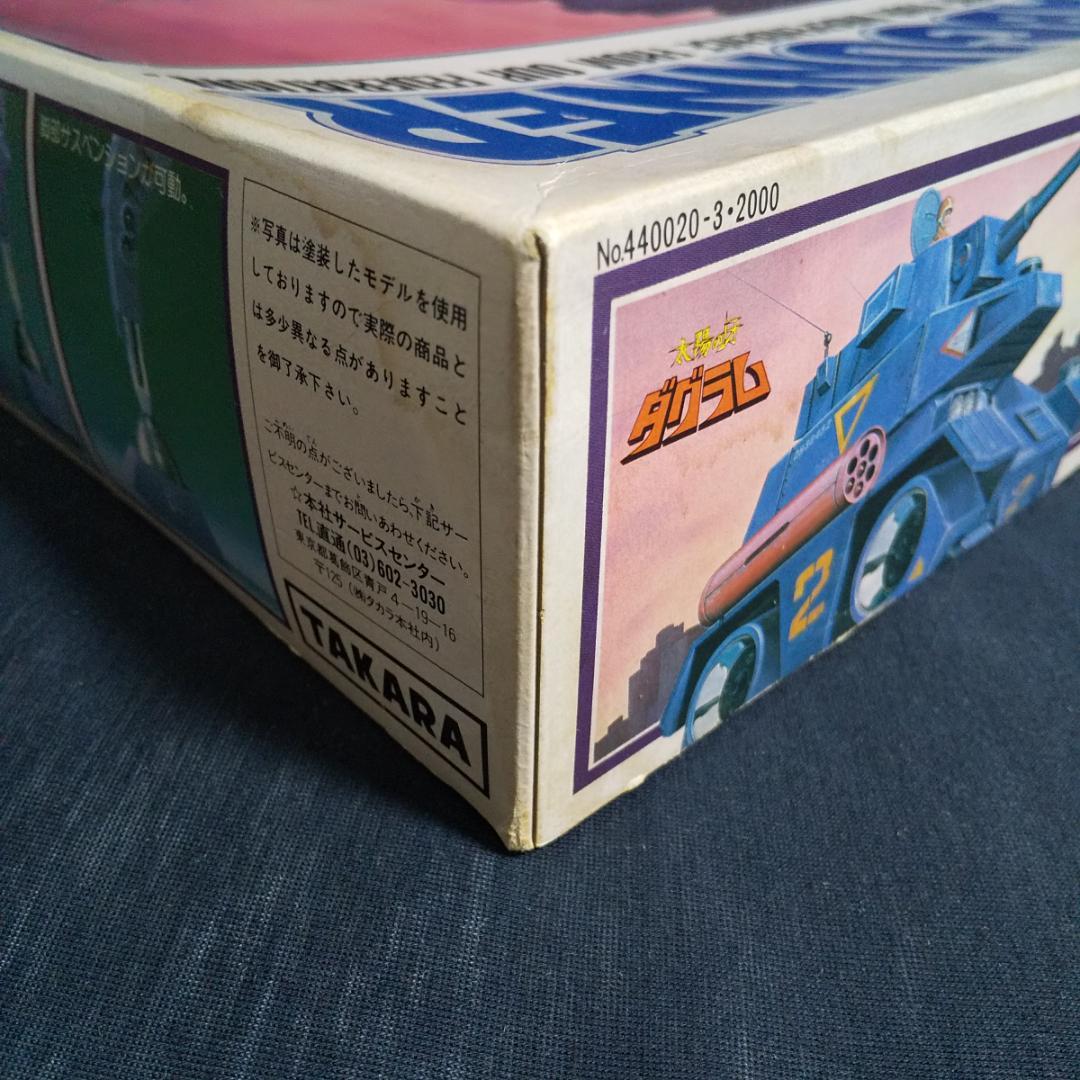 脚部サスペンションが可動。
※写真は塗装したモデルを使用
しておりますので実際の商品と
は多少異なる点がありますこと
を御了承下さい。
ご不明の点がございましたら、下記サー
ビスセンターまでお問いあわせください。
☆本社サービスセンター
TEL直通(03)602-3030
東京都葛飾区青戸4-19-16
〒125 (㈱タカラ本社内)
TAKARA
No.440020-3・2000
太陽の牙
ダグラム
2